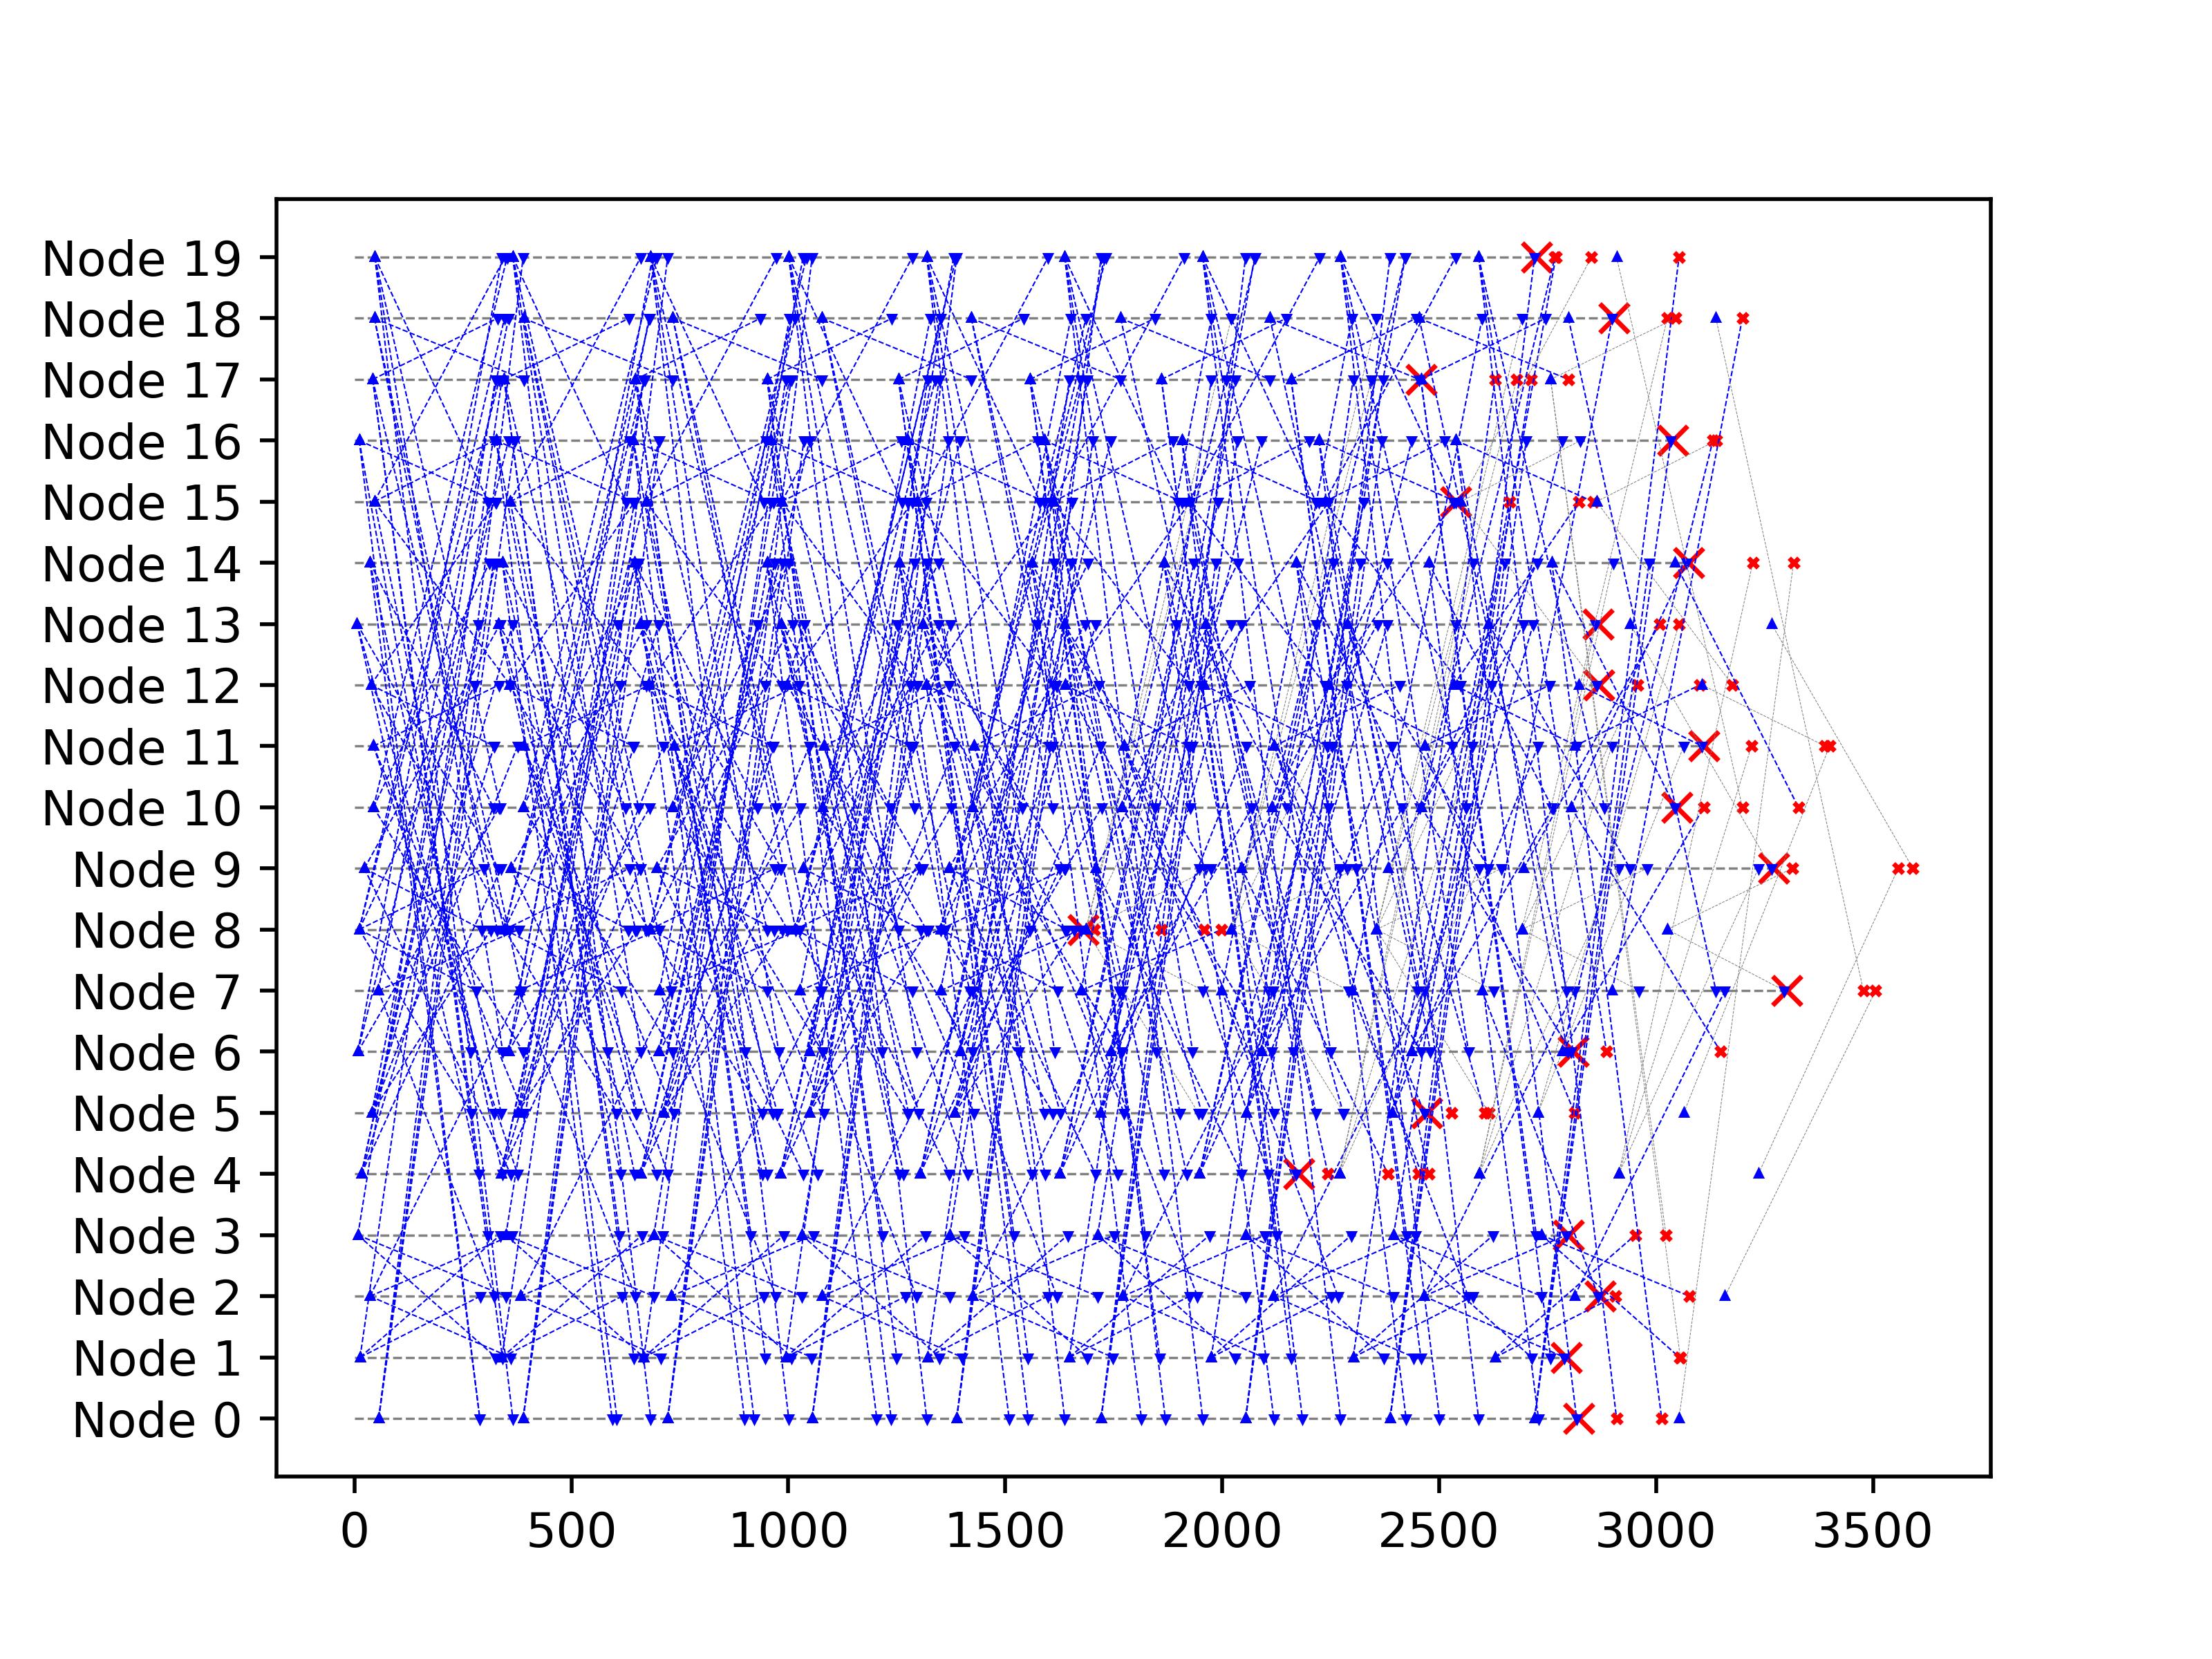 Node 19
Node 18
Node 17
Node 16
Node 15
Node 14
Node 13
Node 12
Node 11
Node 10
Node 9
Node 8
Node 7
Node 6
Node 5
Node 4
Node 3
Node 2
Node 1
Node 0
0 500 1000 1500 2000 2500 3000 3500